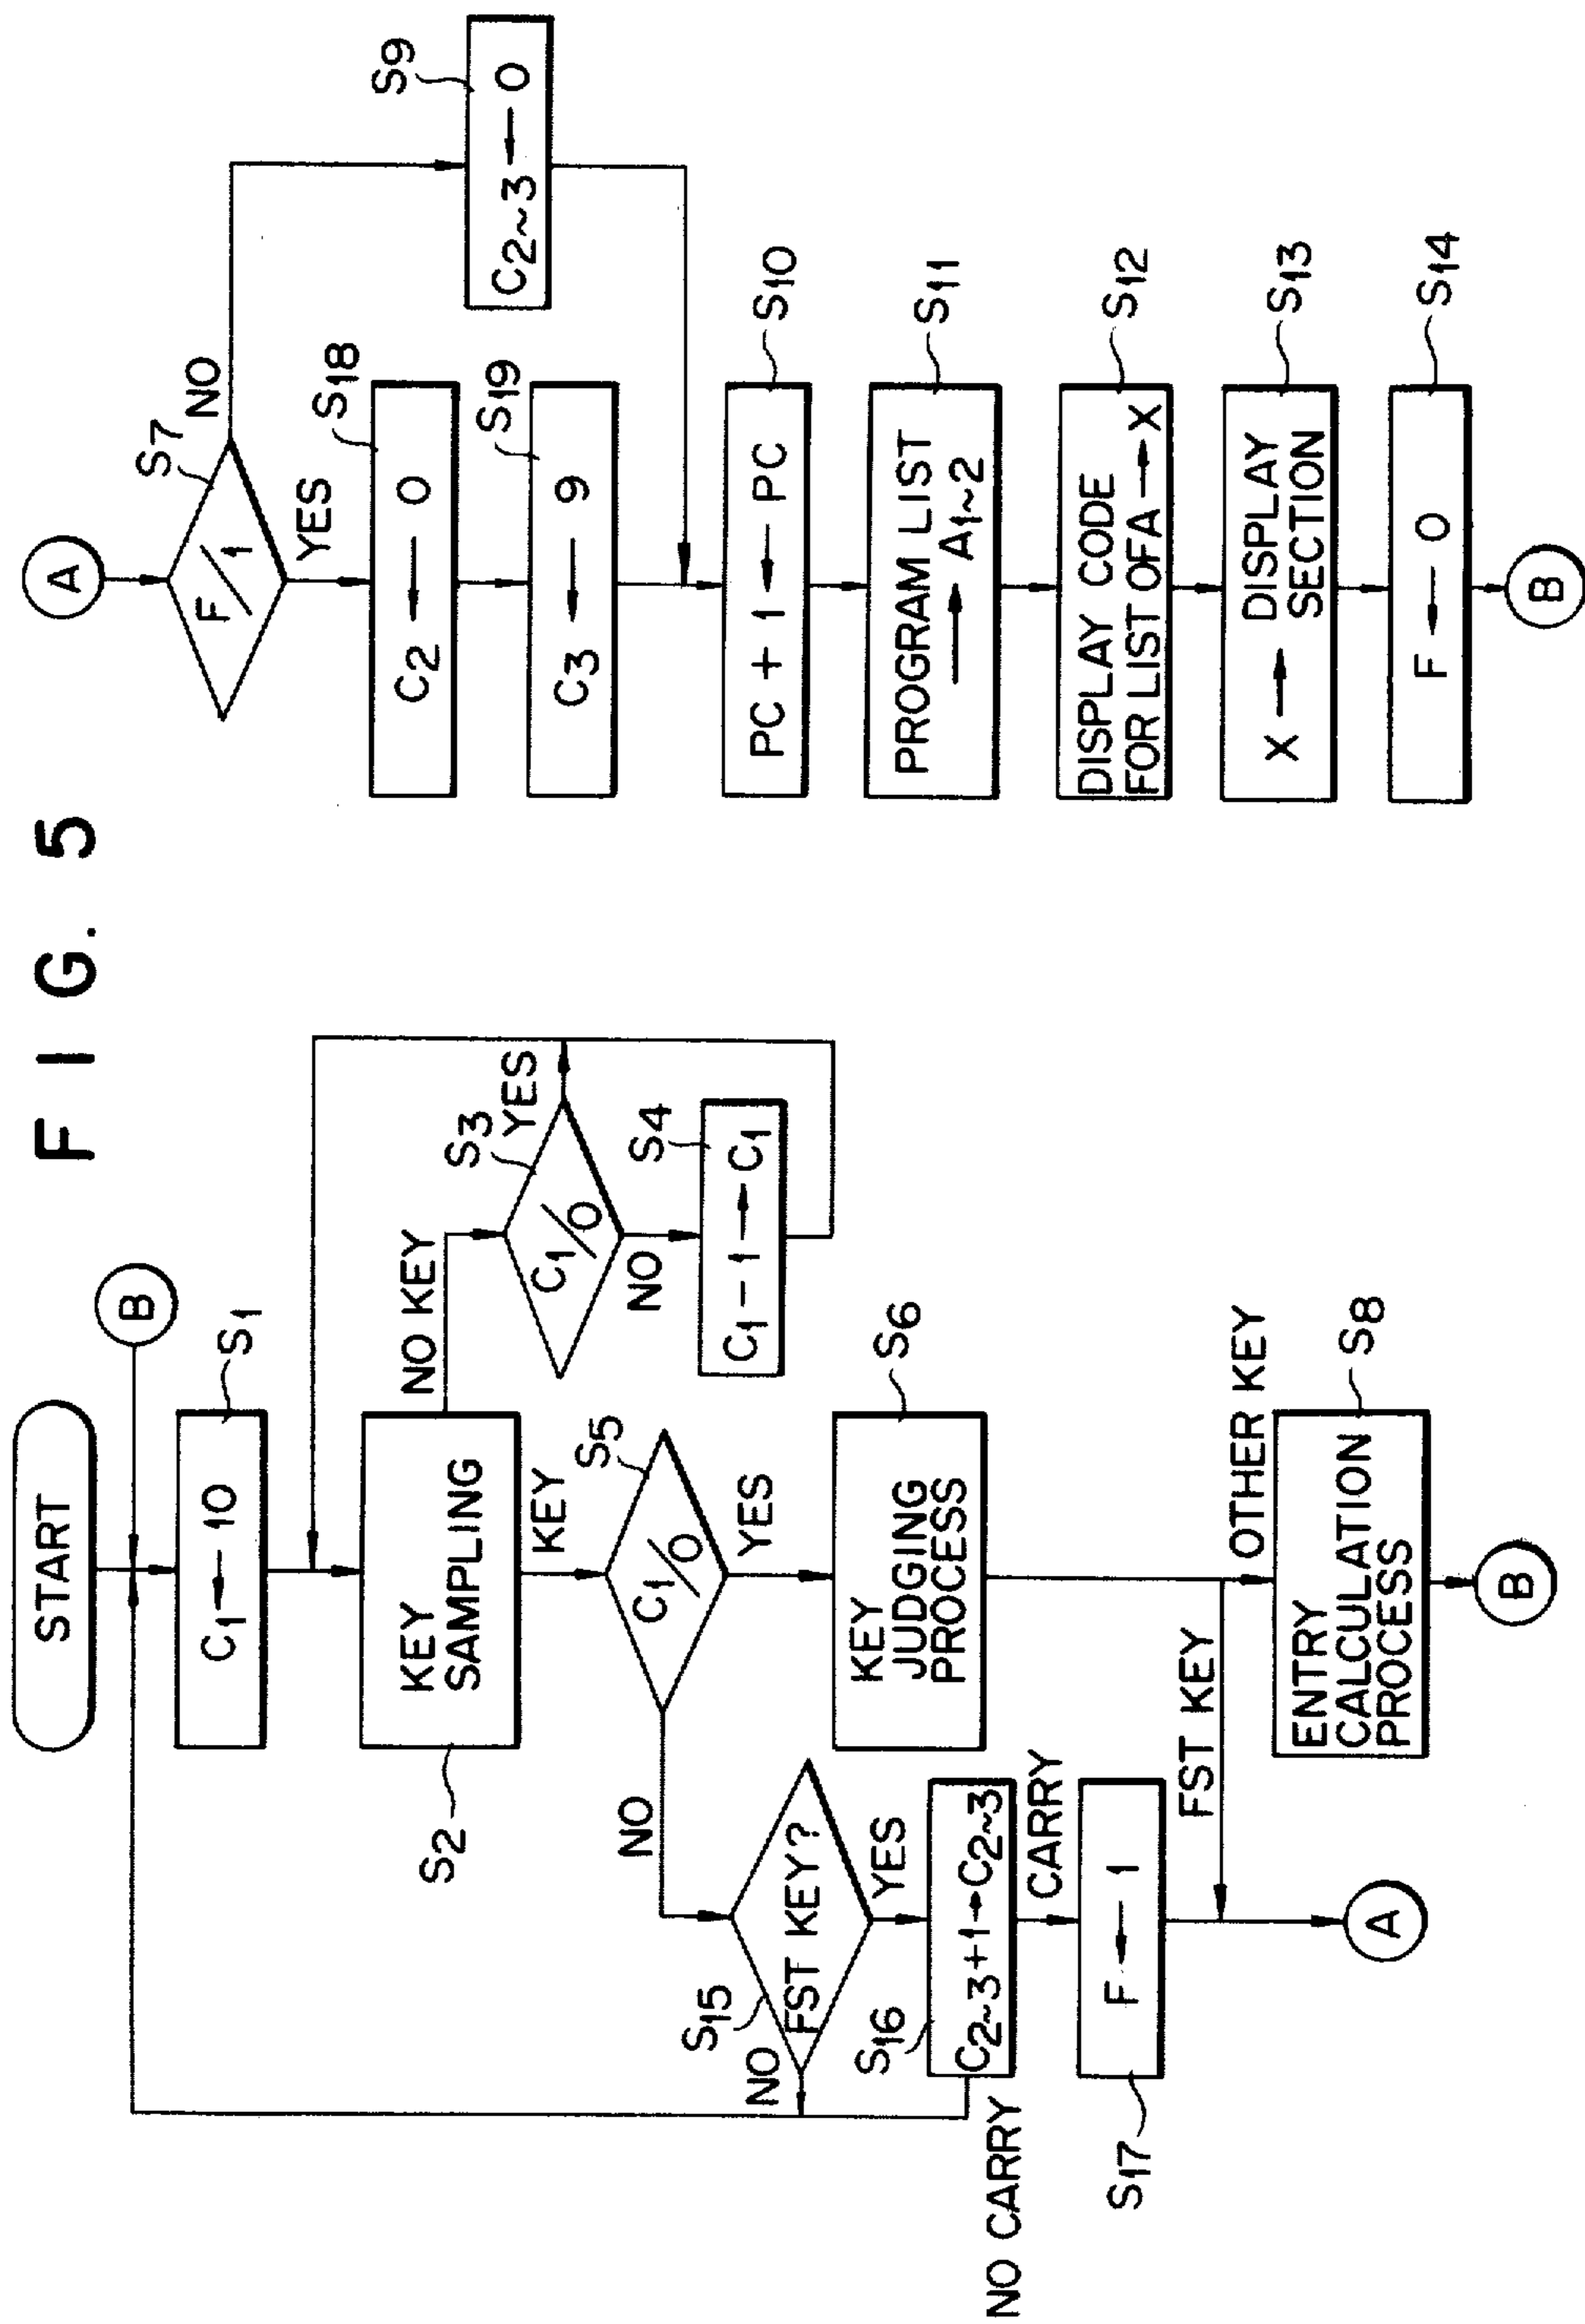 FIG. 5
START
B
C1 ← 10
S1
KEY
SAMPLING
S2
NO KEY
KEY
C1/0
S3
YES
NO
C1 − 1 → C1
S4
C1/0
S5
NO
YES
KEY
JUDGING
PROCESS
S6
FST KEY?
S15
NO
YES
C2~3+1→C2~3
S16
NO CARRY
CARRY
F ← 1
S17
FST KEY
OTHER KEY
A
ENTRY
CALCULATION
PROCESS
S8
B
A
F/1
S7
NO
YES
C2 ← 0
S18
C3 ← 9
S19
C2~3 ← 0
S9
PC + 1 ← PC
S10
PROGRAM LIST
→ A1~2
S11
DISPLAY CODE
FOR LIST OFA → X
S12
X → DISPLAY
SECTION
S13
F ← 0
S14
B